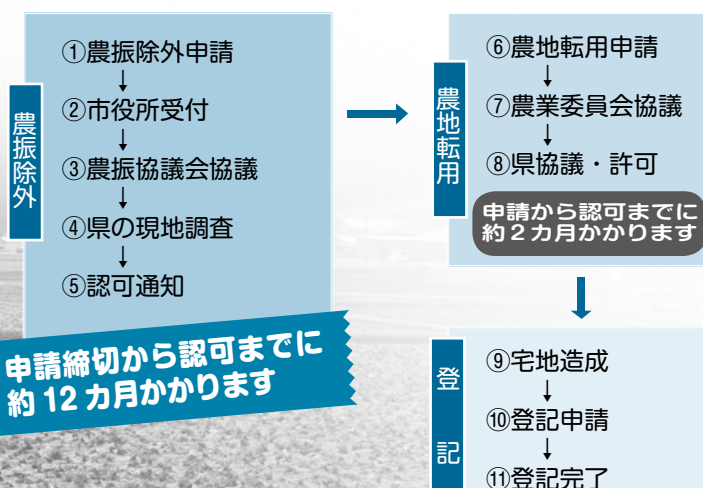 農振除外
①農振除外申請
↓
②市役所受付
↓
③農振協議会協議
↓
④県の現地調査
↓
⑤認可通知
申請締切から認可までに
約12カ月かかります
農地転用
⑥農地転用申請
↓
⑦農業委員会協議
↓
⑧県協議・許可
申請から認可までに
約2カ月かかります
登記
⑨宅地造成
↓
⑩登記申請
↓
⑪登記完了